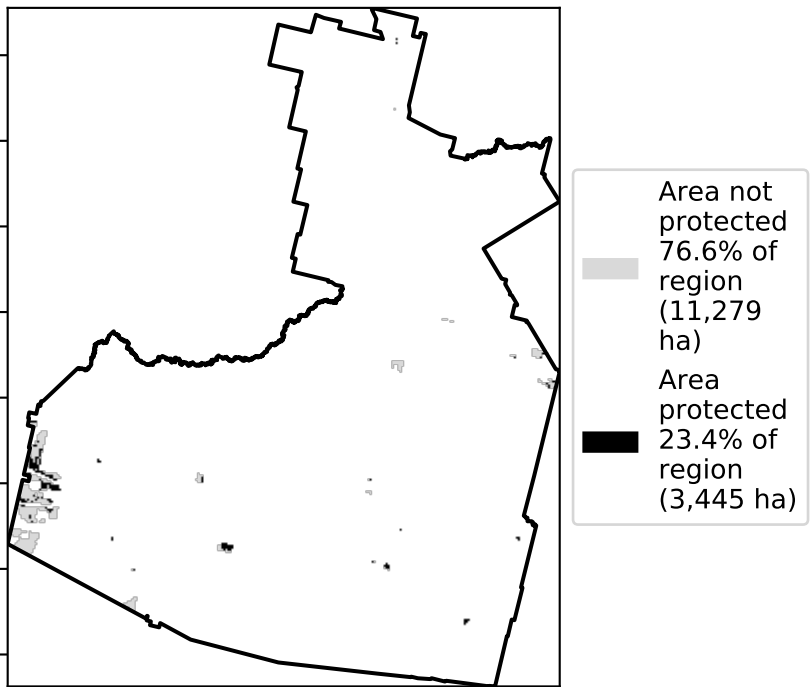 Area not
protected
76.6% of
region
(11,279
ha)
Area
protected
23.4% of
region
(3,445 ha)